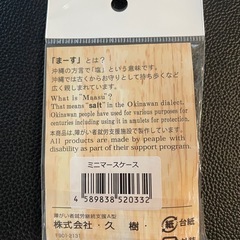 「まーす」とは？
沖縄の方言で「塩」という意味です。
沖縄では古くからお守りとして持ち歩くなど
広く親しまれています。
What is "Maasu"?
That means "salt" in the Okinawan dialect.
Okinawan people have used for various purposes for
centuries including using it in amulets for protection.
本商品は、障がい者就労支援施設で製作しています。
All products are made by people with
disability as part of their support program.
ミニマースケース
4 589838 520332
障がい者就労継続支援A型
株式会社・久樹
台紙